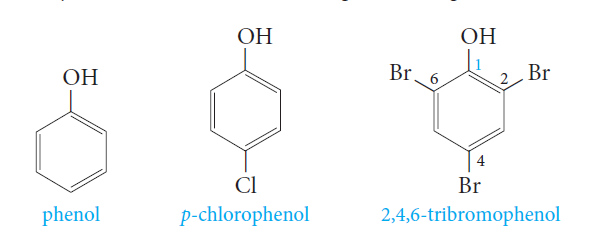 OH
phenol
OH
Cl
p-chlorophenol
OH
Br 6 1 2 Br
4
Br
2,4,6-tribromophenol